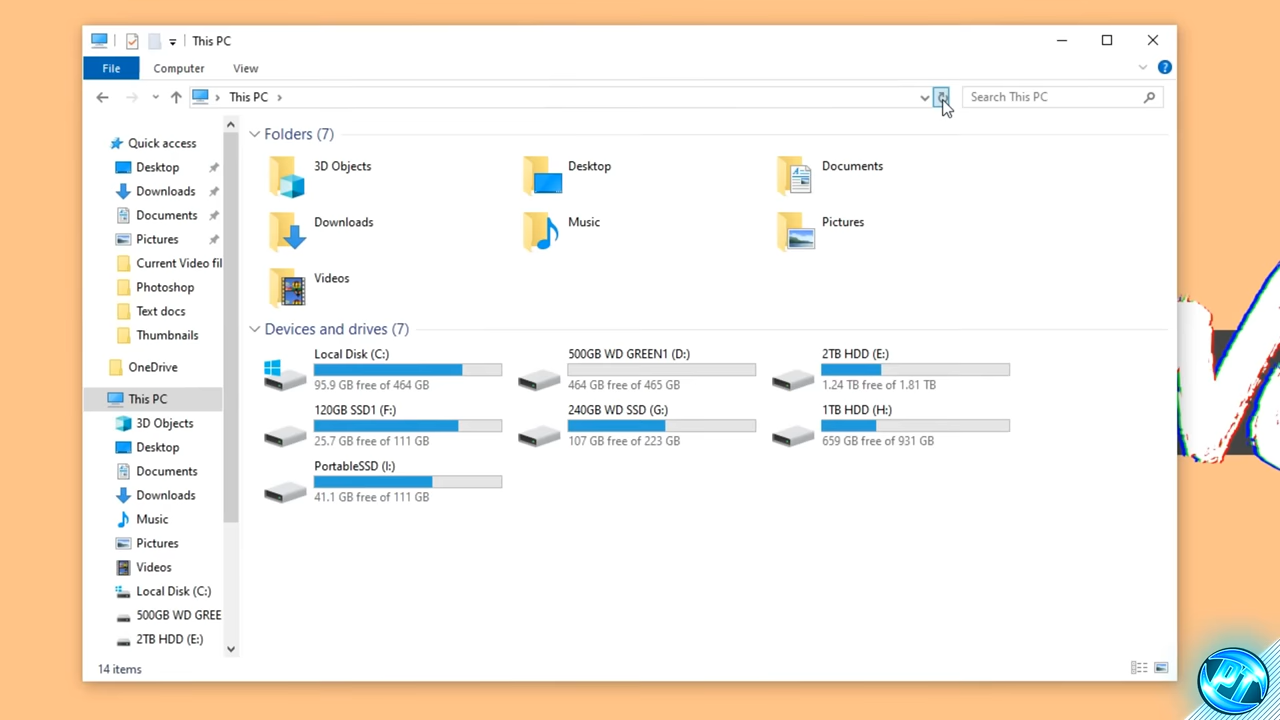 This PC
File Computer View
This PC
Search This PC
Quick access
Desktop
Downloads
Documents
Pictures
Current Video fil
Photoshop
Text docs
Thumbnails
OneDrive
This PC
3D Objects
Desktop
Documents
Downloads
Music
Pictures
Videos
Local Disk (C:)
500GB WD GREE
2TB HDD (E:)
Folders (7)
3D Objects
Desktop
Documents
Downloads
Music
Pictures
Videos
Devices and drives (7)
Local Disk (C:)
95.9 GB free of 464 GB
500GB WD GREEN1 (D:)
464 GB free of 465 GB
2TB HDD (E:)
1.24 TB free of 1.81 TB
120GB SSD1 (F:)
25.7 GB free of 111 GB
240GB WD SSD (G:)
107 GB free of 223 GB
1TB HDD (H:)
659 GB free of 931 GB
PortableSSD (I:)
41.1 GB free of 111 GB
14 items
PT